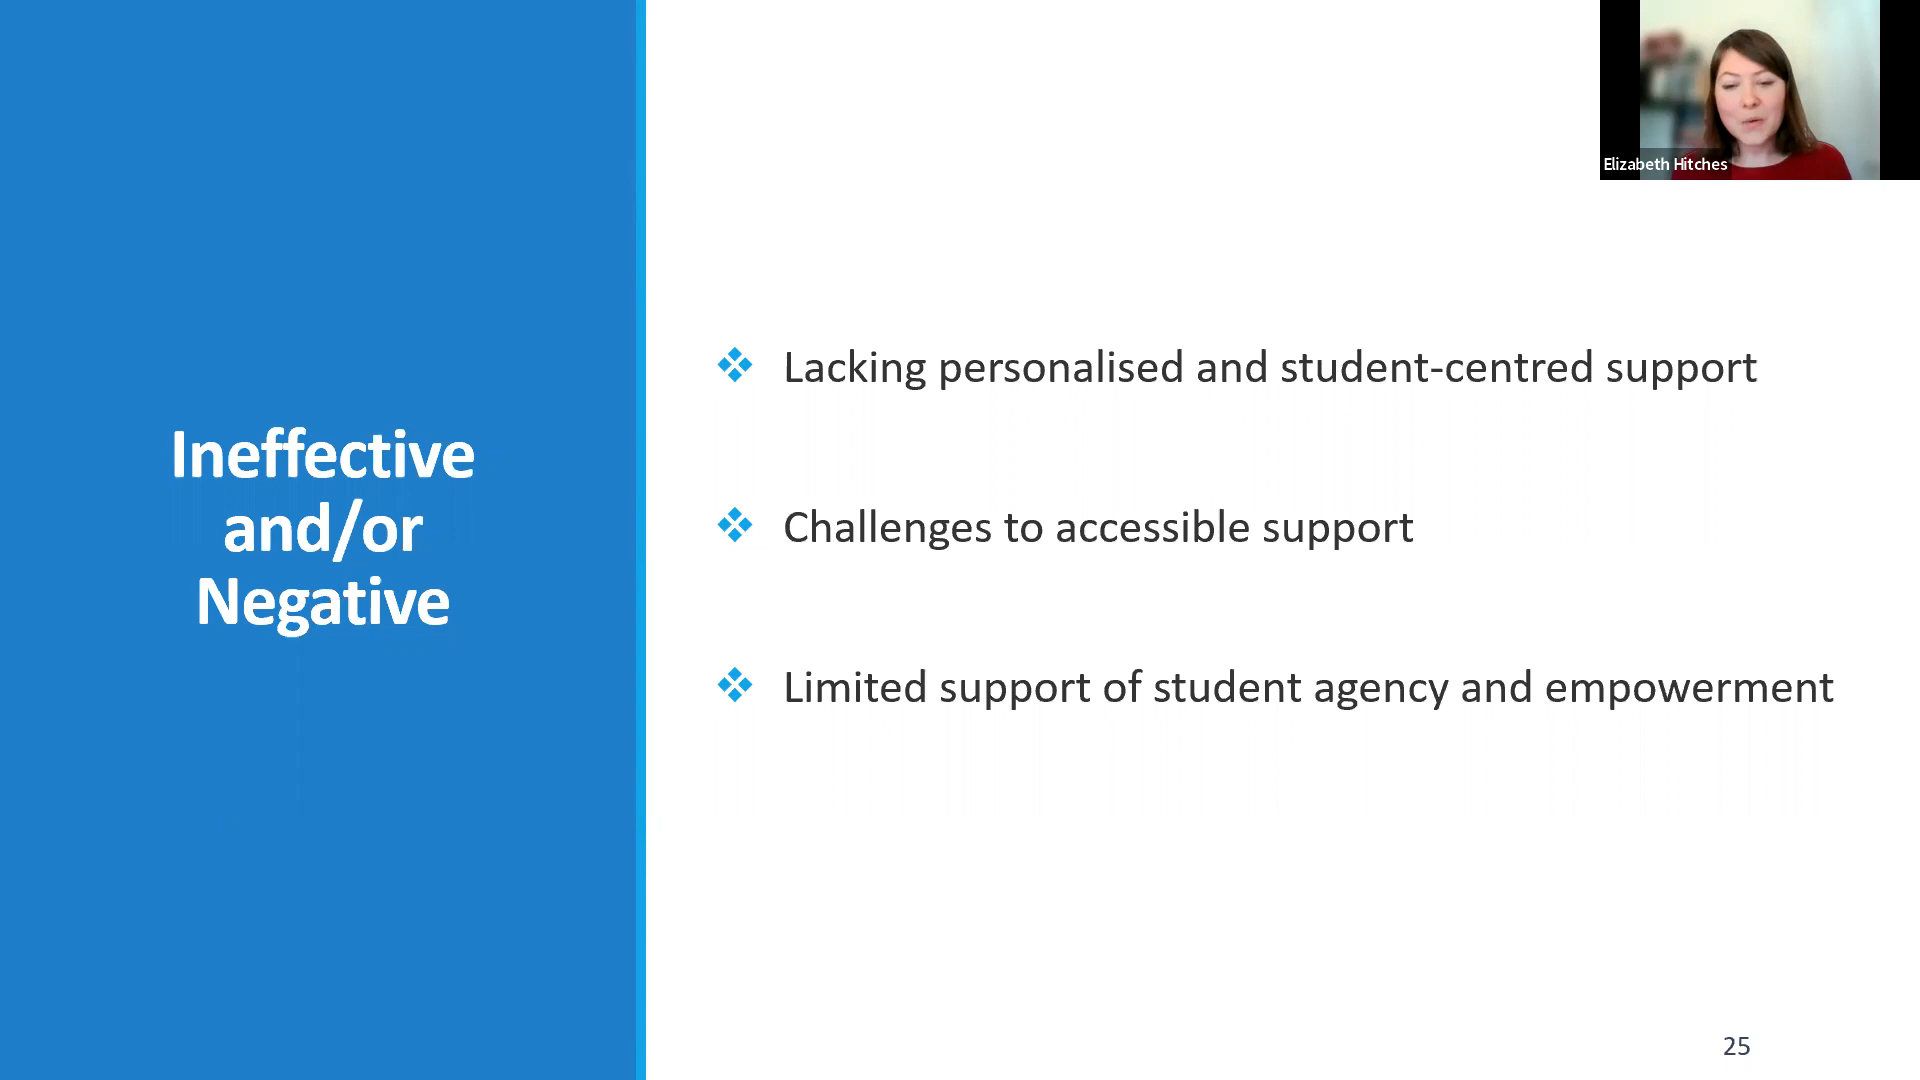 Elizabeth Hitches
Ineffective
and/or
Negative
Lacking personalised and student-centred support
Challenges to accessible support
Limited support of student agency and empowerment
25